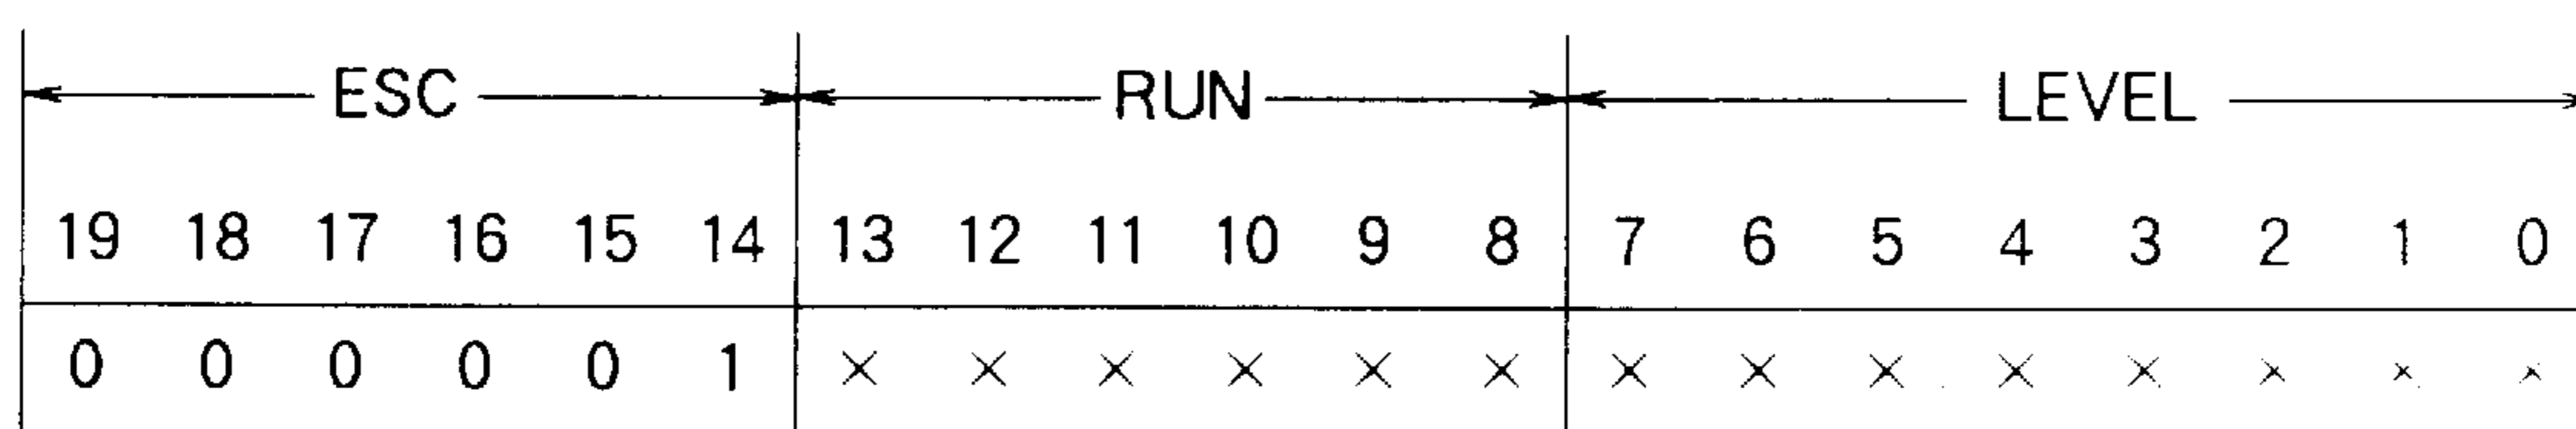 ESC RUN LEVEL
19 18 17 16 15 14 13 12 11 10 9 8 7 6 5 4 3 2 1 0
0 0 0 0 0 1 × × × × × × × × × × × × × ×